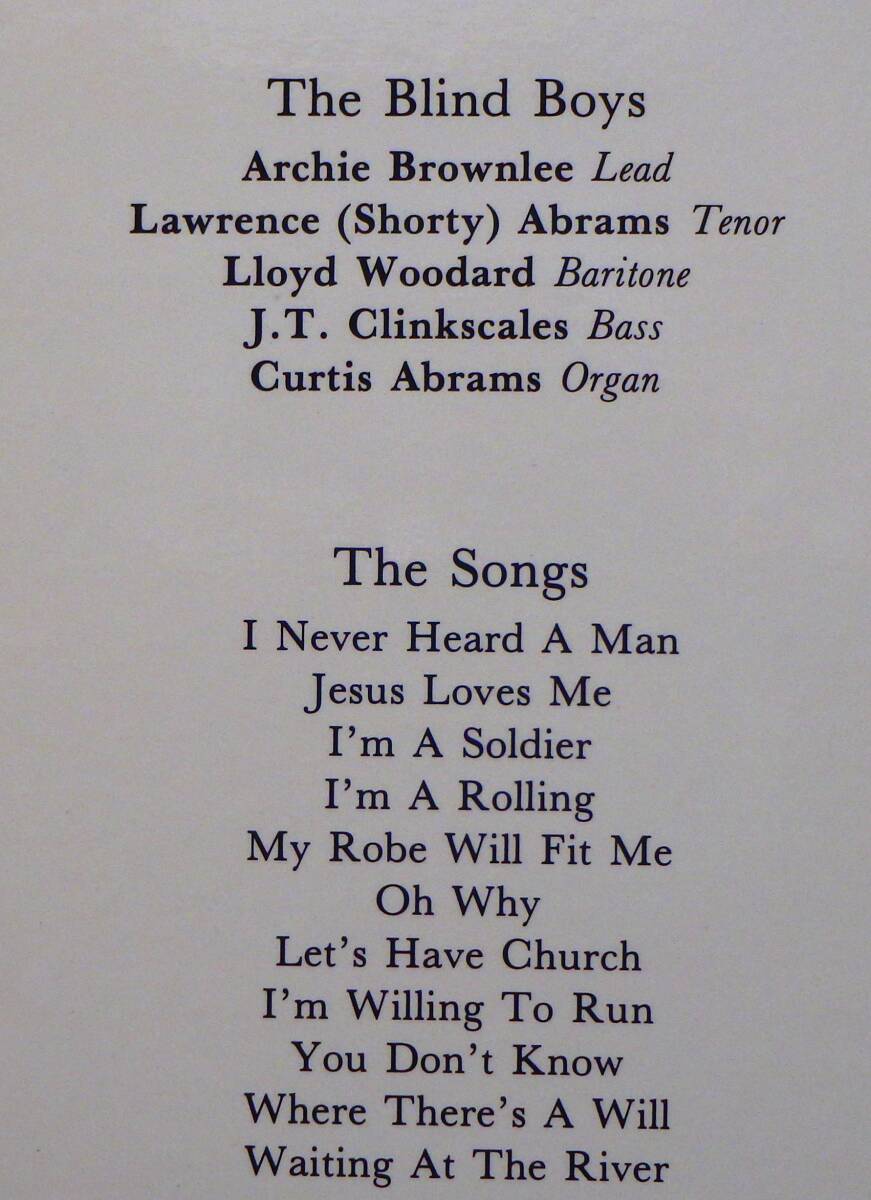 The Blind Boys
Archie Brownlee Lead
Lawrence (Shorty) Abrams Tenor
Lloyd Woodard Baritone
J.T. Clinkscales Bass
Curtis Abrams Organ
The Songs
I Never Heard A Man
Jesus Loves Me
I'm A Soldier
I'm A Rolling
My Robe Will Fit Me
Oh Why
Let's Have Church
I'm Willing To Run
You Don't Know
Where There's A Will
Waiting At The River